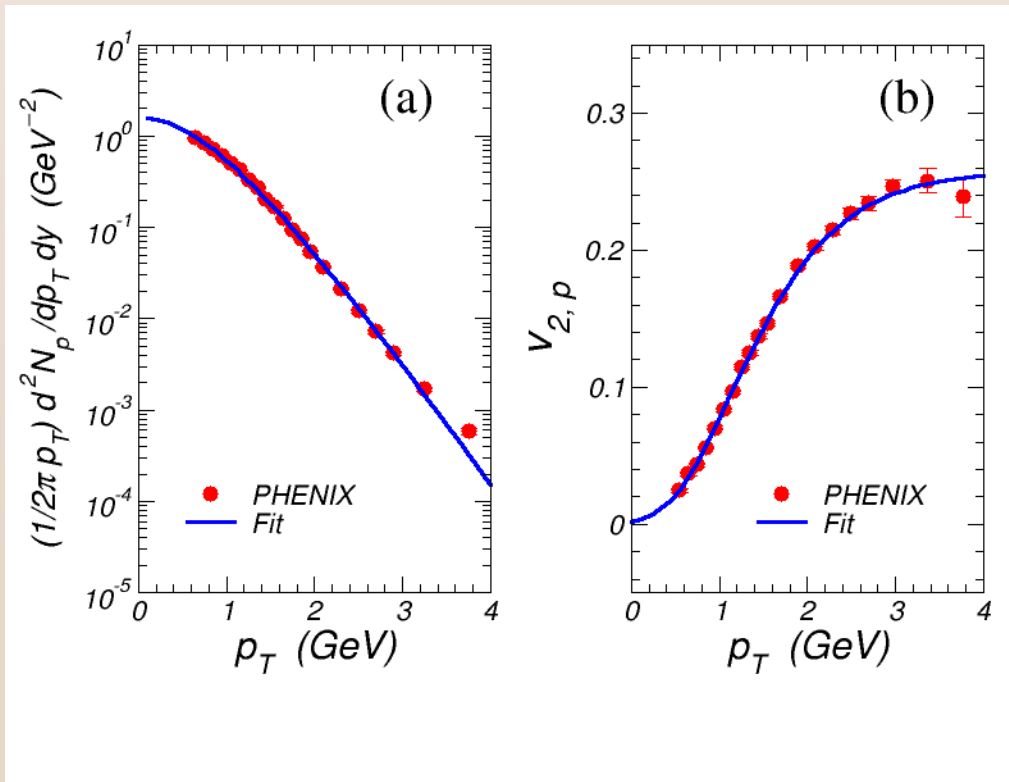 (a)
(1/2π p_T) d^2 N_p /dp_T dy (GeV^-2)
10^1
10^0
10^-1
10^-2
10^-3
10^-4
10^-5
PHENIX
Fit
0 1 2 3 4
p_T (GeV)
(b)
v_2, p
0.3
0.2
0.1
0
PHENIX
Fit
0 1 2 3 4
p_T (GeV)